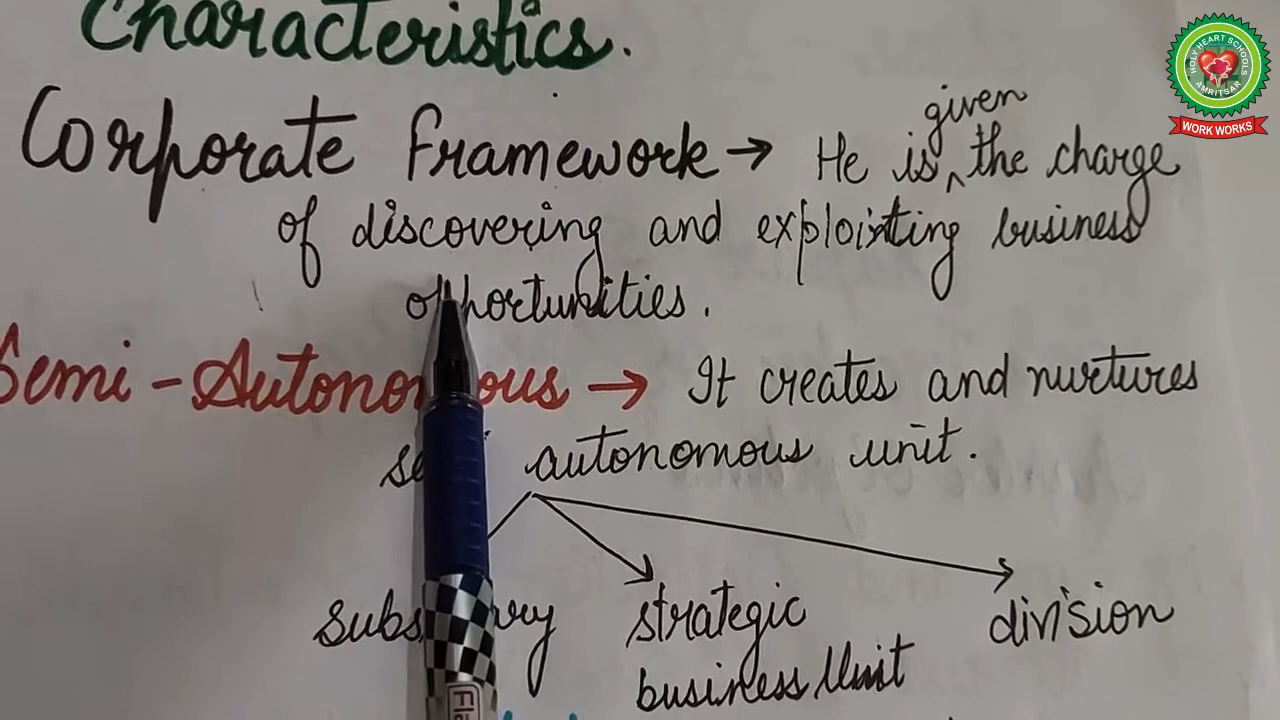 Characteristics.
Corporate Framework → He is given the charge
of discovering and exploiting business
opportunities.
Semi-Autonomous → It creates and nurtures
autonomous unit.
strategic division
business Unit
HOLY HEART SCHOOLS
AMRITSAR
WORK WORKS